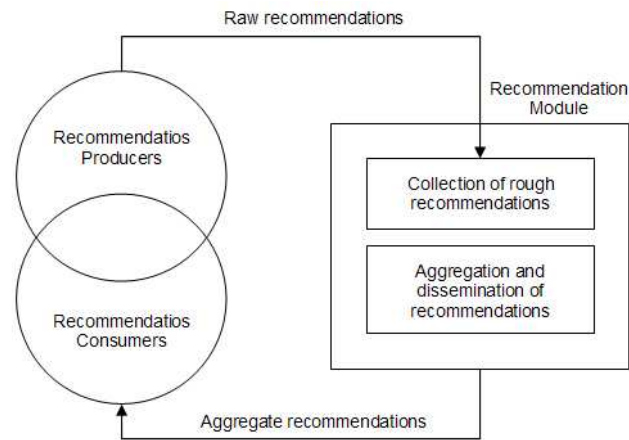 Raw recommendations
Recommendation
Module
Recommendatios
Producers
Collection of rough
recommendations
Aggregation and
dissemination of
recommendations
Recommendatios
Consumers
Aggregate recommendations